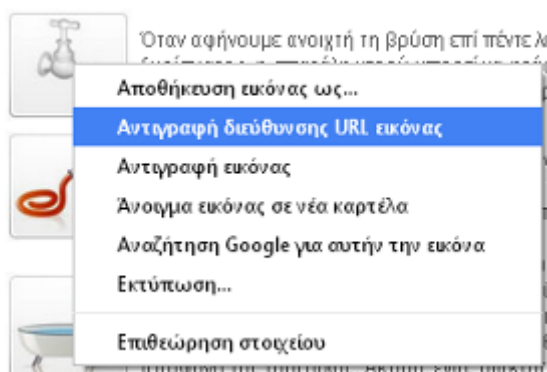 Όταν αφήνουμε ανοιχτή τη βρύση επί πέντε
Αποθήκευση εικόνας ως...
Αντιγραφή διεύθυνσης URL εικόνας
Αντιγραφή εικόνας
Άνοιγμα εικόνας σε νέα καρτέλα
Αναζήτηση Google για αυτήν την εικόνα
Εκτύπωση...
Επιθεώρηση στοιχείου